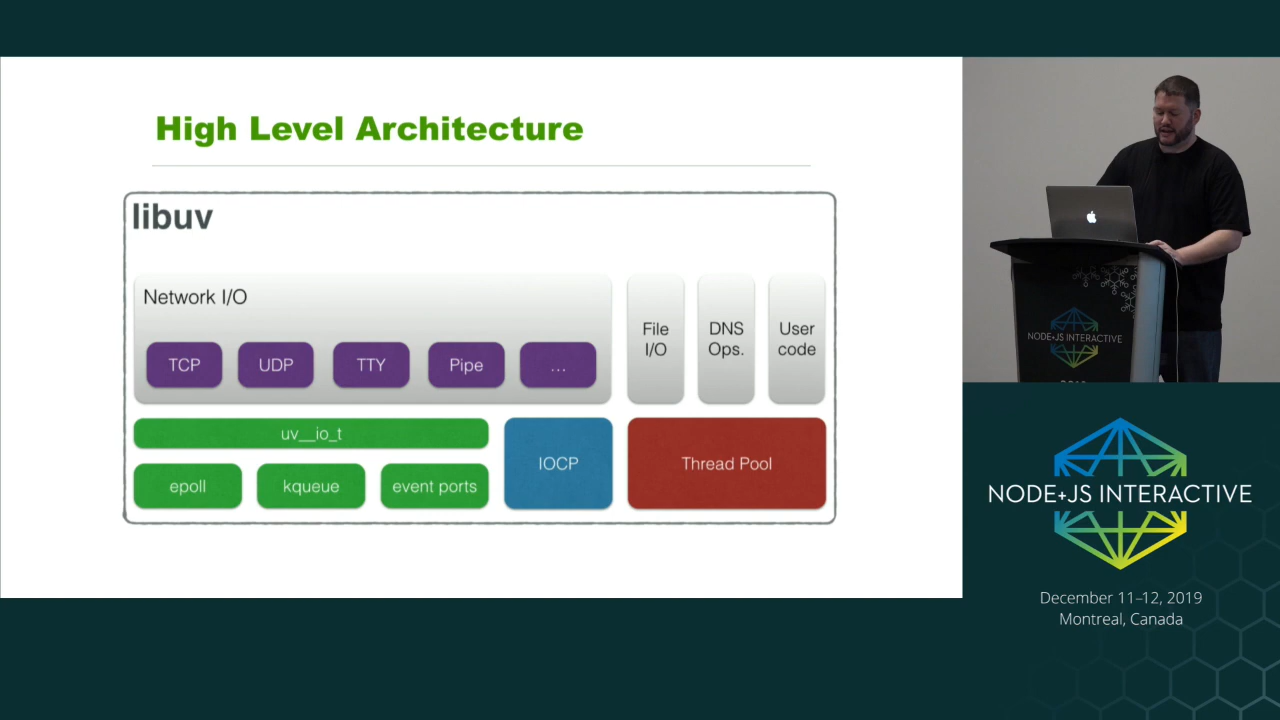 High Level Architecture
libuv
Network I/O
TCP
UDP
TTY
Pipe
...
File
I/O
DNS
Ops.
User
code
uv__io_t
epoll
kqueue
event ports
IOCP
Thread Pool
NODE+JS INTERACTIVE
NODE+JS INTERACTIVE
December 11–12, 2019
Montreal, Canada